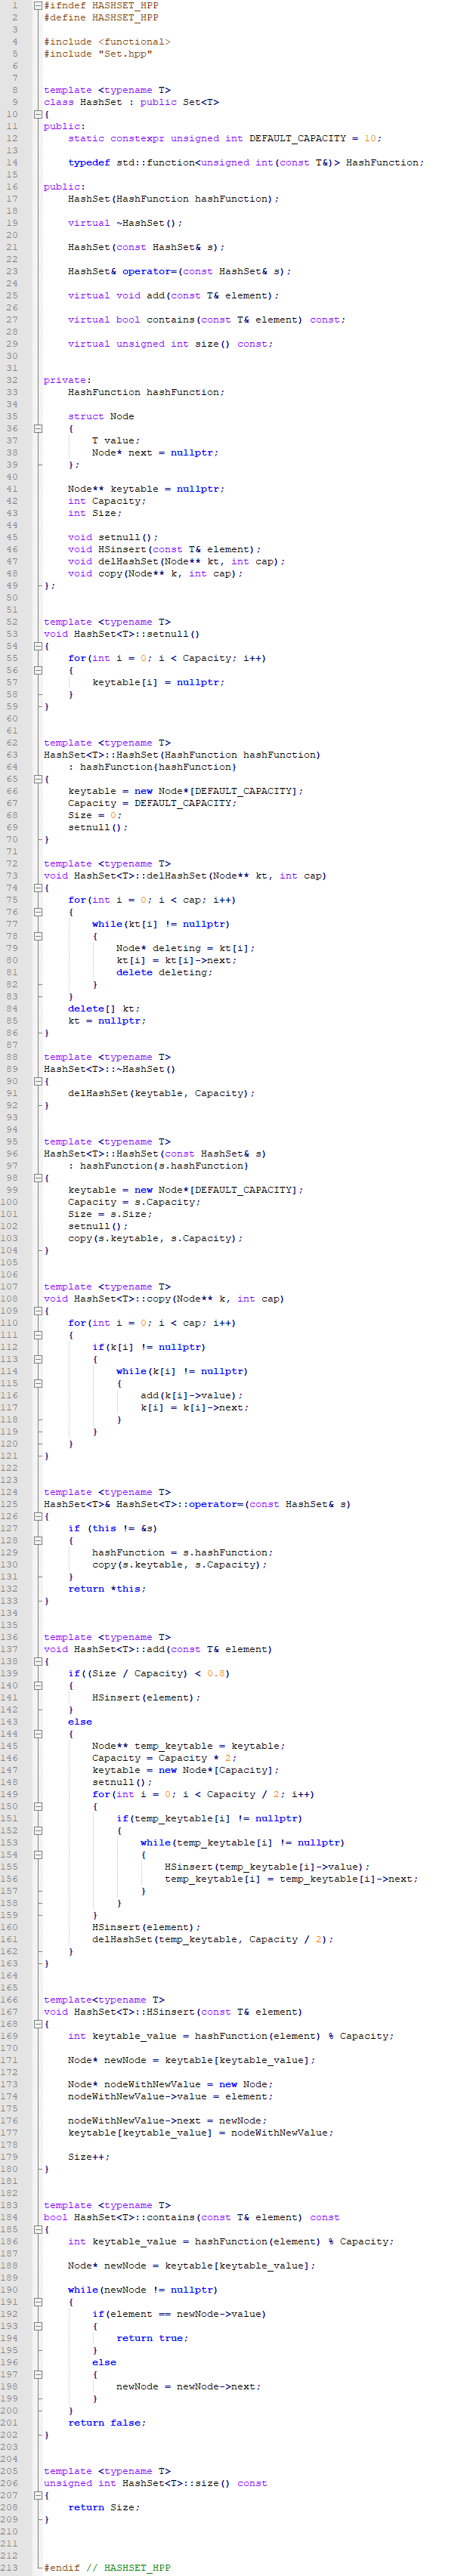 1 #ifndef HASHSET_HPP
2 #define HASHSET_HPP
3
4 #include <functional>
5 #include "Set.hpp"
6
7
8 template <typename T>
9 class HashSet : public Set<T>
10 {
11 public:
12 static constexpr unsigned int DEFAULT_CAPACITY = 10;
13
14 typedef std::function<unsigned int(const T&)> HashFunction;
15
16 public:
17 HashSet(HashFunction hashFunction);
18
19 virtual ~HashSet();
20
21 HashSet(const HashSet& s);
22
23 HashSet& operator=(const HashSet& s);
24
25 virtual void add(const T& element);
26
27 virtual bool contains(const T& element) const;
28
29 virtual unsigned int size() const;
30
31
32 private:
33 HashFunction hashFunction;
34
35 struct Node
36 {
37 T value;
38 Node* next = nullptr;
39 };
40
41 Node** keytable = nullptr;
42 int Capacity;
43 int Size;
44
45 void setnull();
46 void HSinsert(const T& element);
47 void delHashSet(Node** kt, int cap);
48 void copy(Node** k, int cap);
49 };
50
51
52 template <typename T>
53 void HashSet<T>::setnull()
54 {
55 for(int i = 0; i < Capacity; i++)
56 {
57 keytable[i] = nullptr;
58 }
59 }
60
61
62 template <typename T>
63 HashSet<T>::HashSet(HashFunction hashFunction)
64 : hashFunction{hashFunction}
65 {
66 keytable = new Node*[DEFAULT_CAPACITY];
67 Capacity = DEFAULT_CAPACITY;
68 Size = 0;
69 setnull();
70 }
71
72 template <typename T>
73 void HashSet<T>::delHashSet(Node** kt, int cap)
74 {
75 for(int i = 0; i < cap; i++)
76 {
77 while(kt[i] != nullptr)
78 {
79 Node* deleting = kt[i];
80 kt[i] = kt[i]->next;
81 delete deleting;
82 }
83 }
84 delete[] kt;
85 kt = nullptr;
86 }
87
88 template <typename T>
89 HashSet<T>::~HashSet()
90 {
91 delHashSet(keytable, Capacity);
92 }
93
94
95 template <typename T>
96 HashSet<T>::HashSet(const HashSet& s)
97 : hashFunction{s.hashFunction}
98 {
99 keytable = new Node*[DEFAULT_CAPACITY];
100 Capacity = s.Capacity;
101 Size = s.Size;
102 setnull();
103 copy(s.keytable, s.Capacity);
104 }
105
106
107 template <typename T>
108 void HashSet<T>::copy(Node** k, int cap)
109 {
110 for(int i = 0; i < cap; i++)
111 {
112 if(k[i] != nullptr)
113 {
114 while(k[i] != nullptr)
115 {
116 add(k[i]->value);
117 k[i] = k[i]->next;
118 }
119 }
120 }
121 }
122
123
124 template <typename T>
125 HashSet<T>& HashSet<T>::operator=(const HashSet& s)
126 {
127 if (this != &s)
128 {
129 hashFunction = s.hashFunction;
130 copy(s.keytable, s.Capacity);
131 }
132 return *this;
133 }
134
135
136 template <typename T>
137 void HashSet<T>::add(const T& element)
138 {
139 if((Size / Capacity) < 0.8)
140 {
141 HSinsert(element);
142 }
143 else
144 {
145 Node** temp_keytable = keytable;
146 Capacity = Capacity * 2;
147 keytable = new Node*[Capacity];
148 setnull();
149 for(int i = 0; i < Capacity / 2; i++)
150 {
151 if(temp_keytable[i] != nullptr)
152 {
153 while(temp_keytable[i] != nullptr)
154 {
155 HSinsert(temp_keytable[i]->value);
156 temp_keytable[i] = temp_keytable[i]->next;
157 }
158 }
159 }
160 HSinsert(element);
161 delHashSet(temp_keytable, Capacity / 2);
162 }
163 }
164
165
166 template<typename T>
167 void HashSet<T>::HSinsert(const T& element)
168 {
169 int keytable_value = hashFunction(element) % Capacity;
170
171 Node* newNode = keytable[keytable_value];
172
173 Node* nodeWithNewValue = new Node;
174 nodeWithNewValue->value = element;
175
176 nodeWithNewValue->next = newNode;
177 keytable[keytable_value] = nodeWithNewValue;
178
179 Size++;
180 }
181
182
183 template <typename T>
184 bool HashSet<T>::contains(const T& element) const
185 {
186 int keytable_value = hashFunction(element) % Capacity;
187
188 Node* newNode = keytable[keytable_value];
189
190 while(newNode != nullptr)
191 {
192 if(element == newNode->value)
193 {
194 return true;
195 }
196 else
197 {
198 newNode = newNode->next;
199 }
200 }
201 return false;
202 }
203
204
205 template <typename T>
206 unsigned int HashSet<T>::size() const
207 {
208 return Size;
209 }
210
211
212
213 #endif // HASHSET_HPP